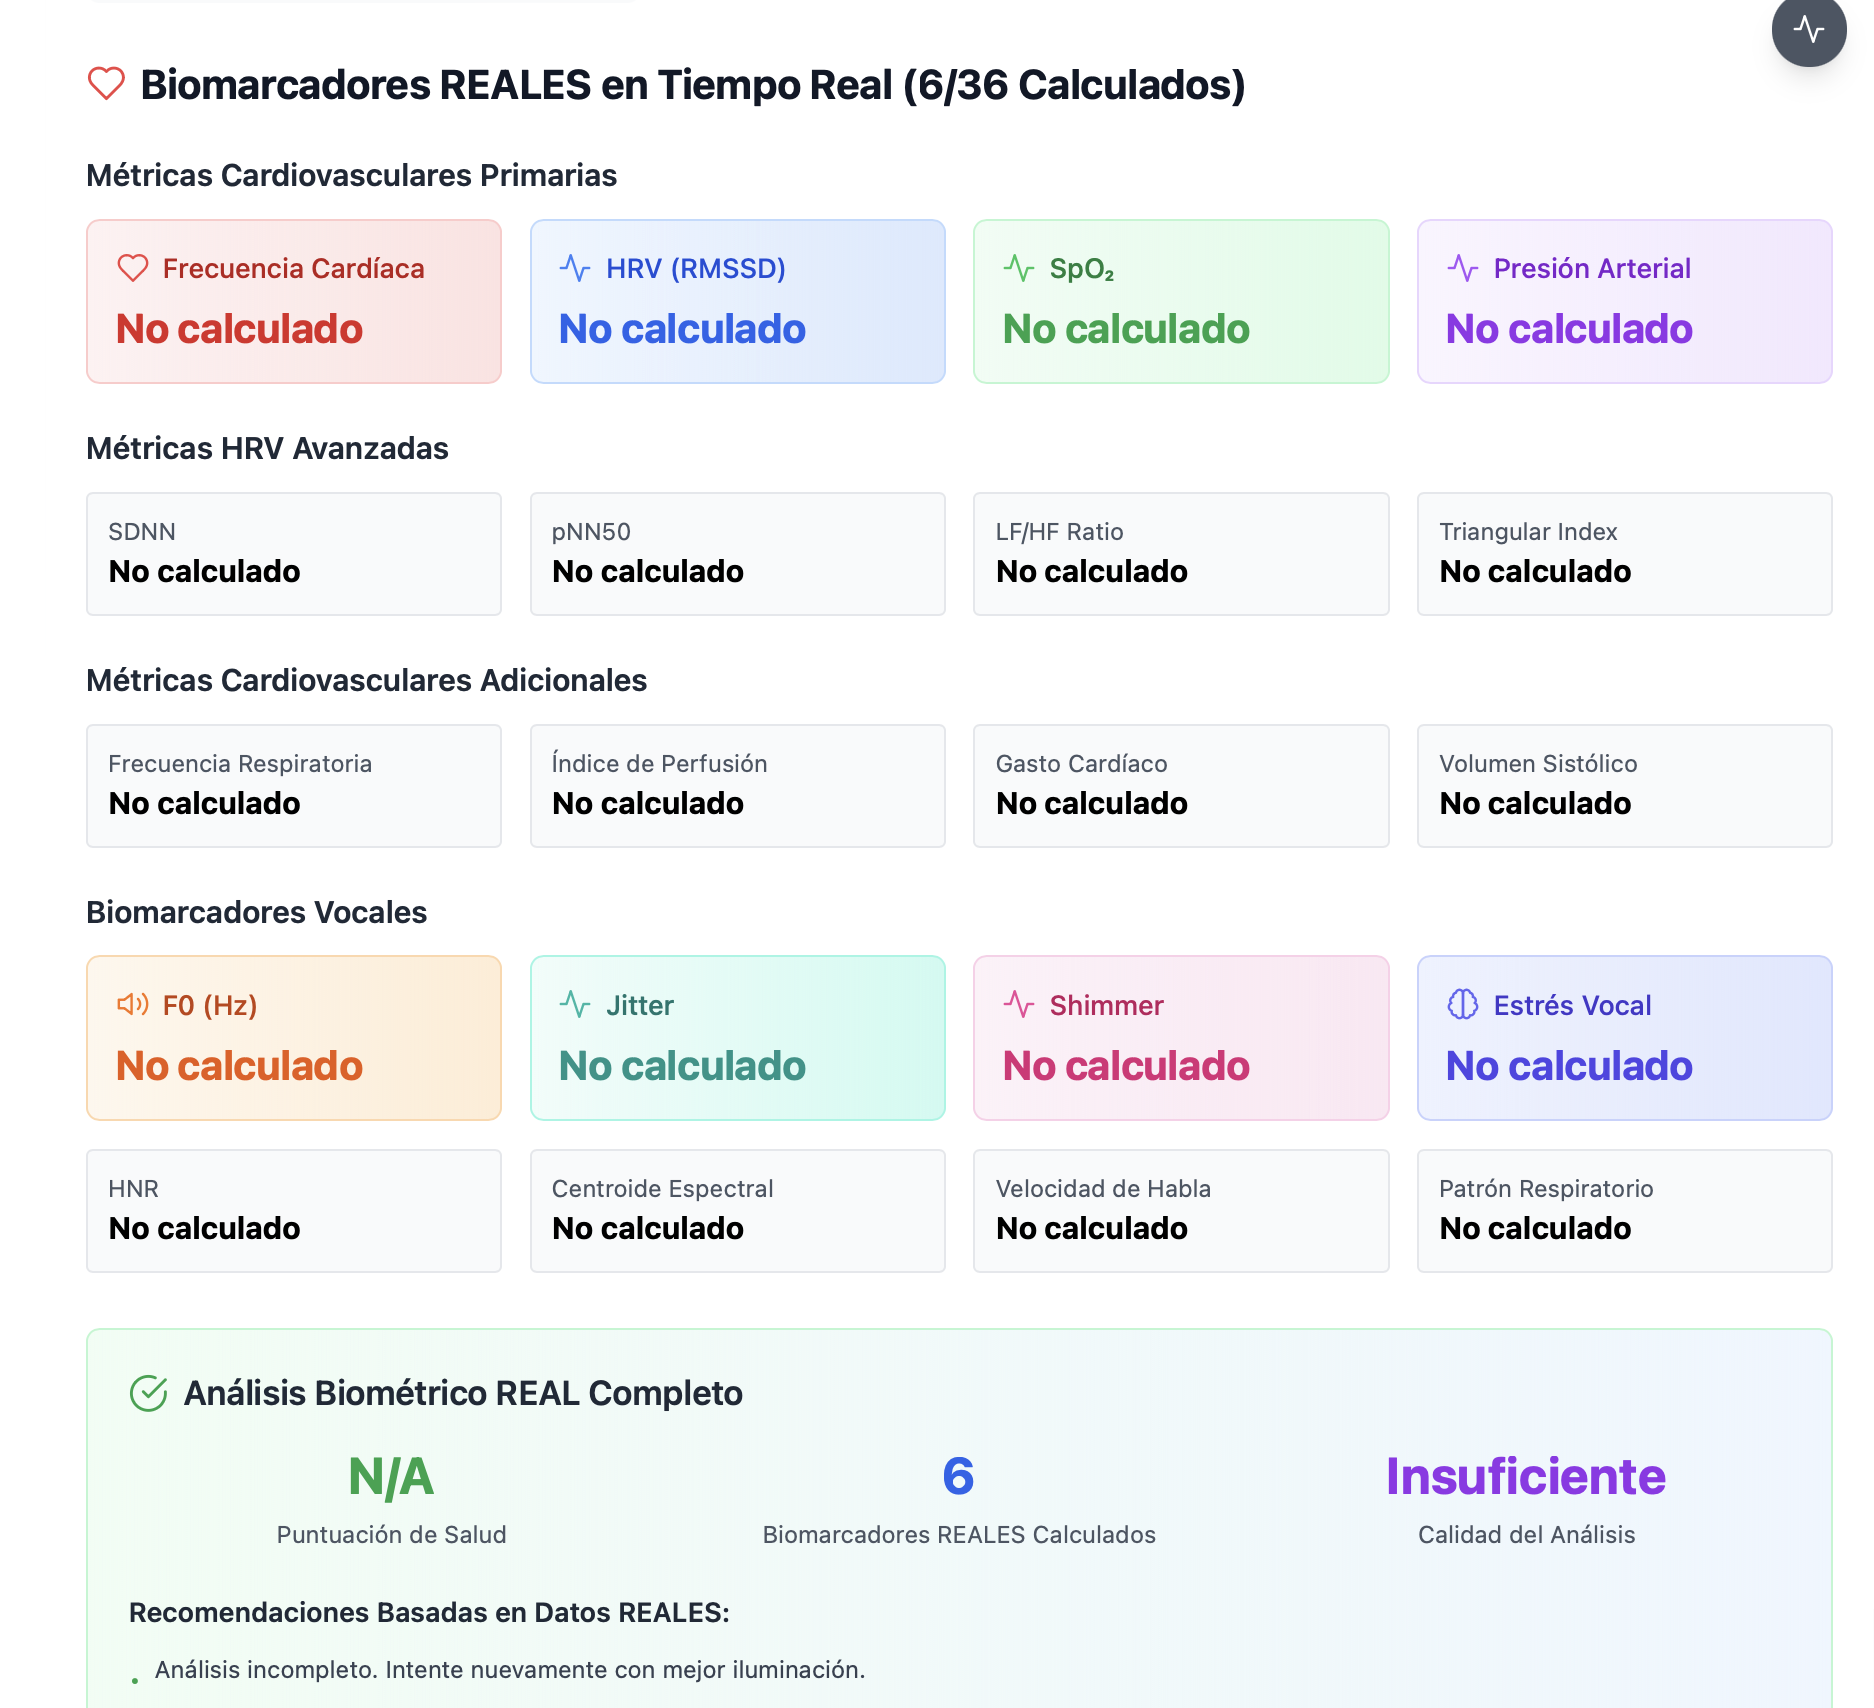 Biomarcadores REALES en Tiempo Real (6/36 Calculados)
Métricas Cardiovasculares Primarias
Frecuencia Cardíaca
No calculado
HRV (RMSSD)
No calculado
SpO₂
No calculado
Presión Arterial
No calculado
Métricas HRV Avanzadas
SDNN
No calculado
pNN50
No calculado
LF/HF Ratio
No calculado
Triangular Index
No calculado
Métricas Cardiovasculares Adicionales
Frecuencia Respiratoria
No calculado
Índice de Perfusión
No calculado
Gasto Cardíaco
No calculado
Volumen Sistólico
No calculado
Biomarcadores Vocales
F0 (Hz)
No calculado
Jitter
No calculado
Shimmer
No calculado
Estrés Vocal
No calculado
HNR
No calculado
Centroide Espectral
No calculado
Velocidad de Habla
No calculado
Patrón Respiratorio
No calculado
Análisis Biométrico REAL Completo
N/A
Puntuación de Salud
6
Biomarcadores REALES Calculados
Insuficiente
Calidad del Análisis
Recomendaciones Basadas en Datos REALES:
• Análisis incompleto. Intente nuevamente con mejor iluminación.